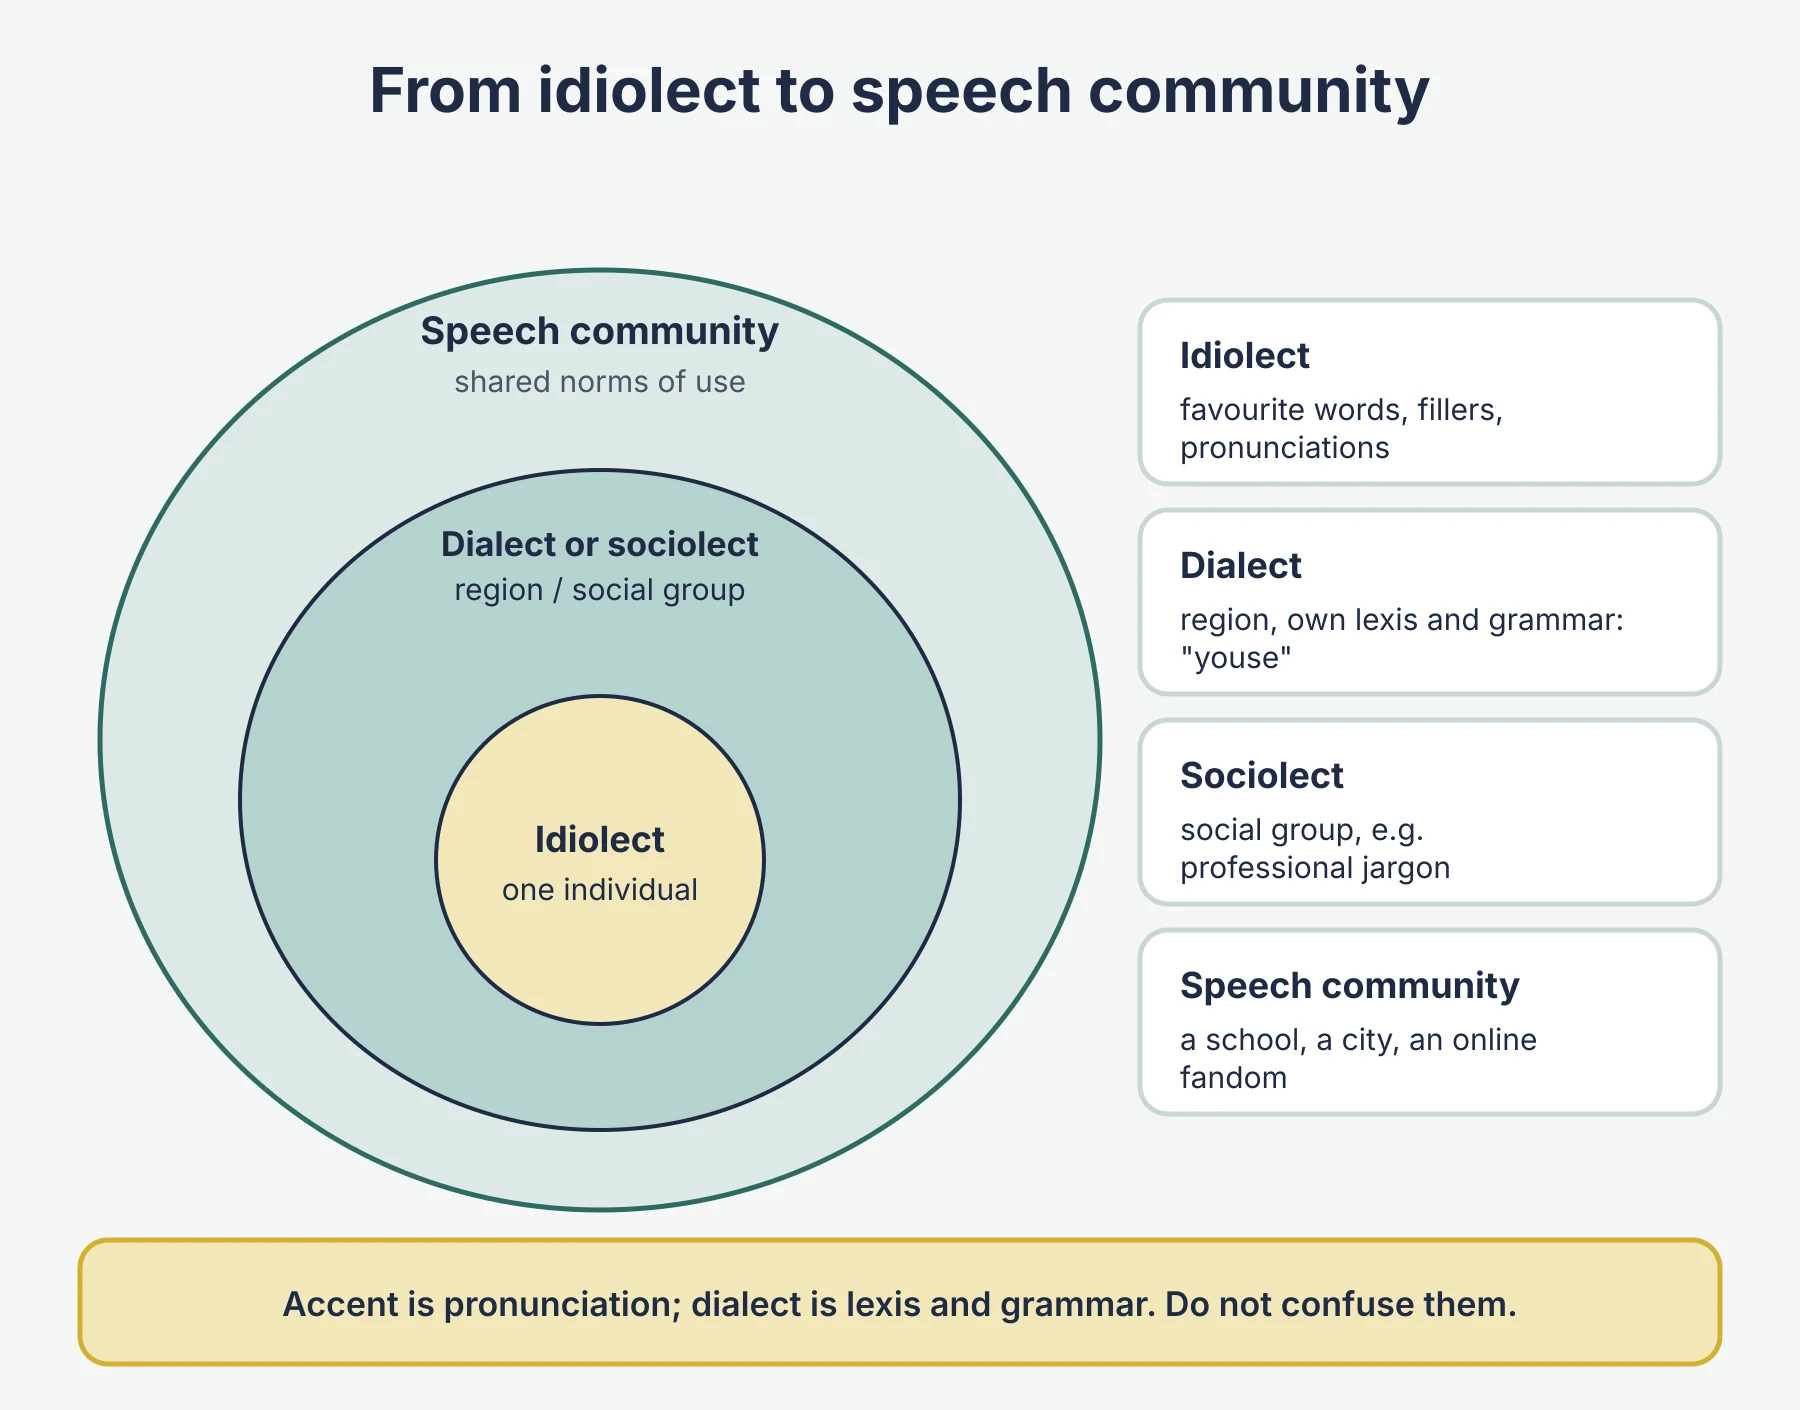 From idiolect to speech community
Speech community
shared norms of use
Dialect or sociolect
region / social group
Idiolect
one individual
Idiolect
favourite words, fillers,
pronunciations
Dialect
region, own lexis and grammar:
"youse"
Sociolect
social group, e.g.
professional jargon
Speech community
a school, a city, an online
fandom
Accent is pronunciation; dialect is lexis and grammar. Do not confuse them.